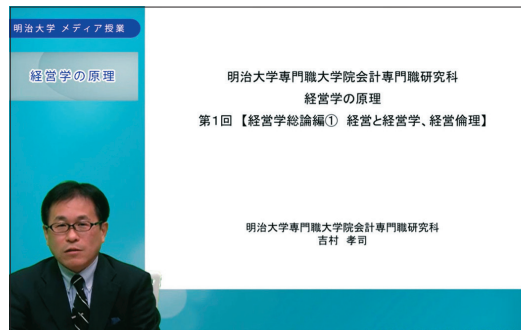 明治大学 メディア授業
経営学の原理
明治大学専門職大学院会計専門職研究科
経営学の原理
第1回【経営学総論編① 経営と経営学、経営倫理】
明治大学専門職大学院会計専門職研究科
吉村 孝司